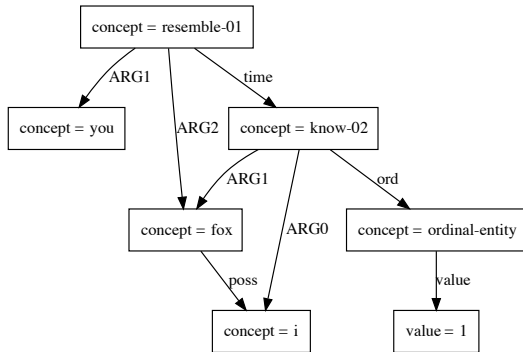 concept = resemble-01
ARG1
time
concept = you
ARG2
concept = know-02
ARG1
ord
concept = fox
ARG0
concept = ordinal-entity
poss
value
concept = i
value = 1